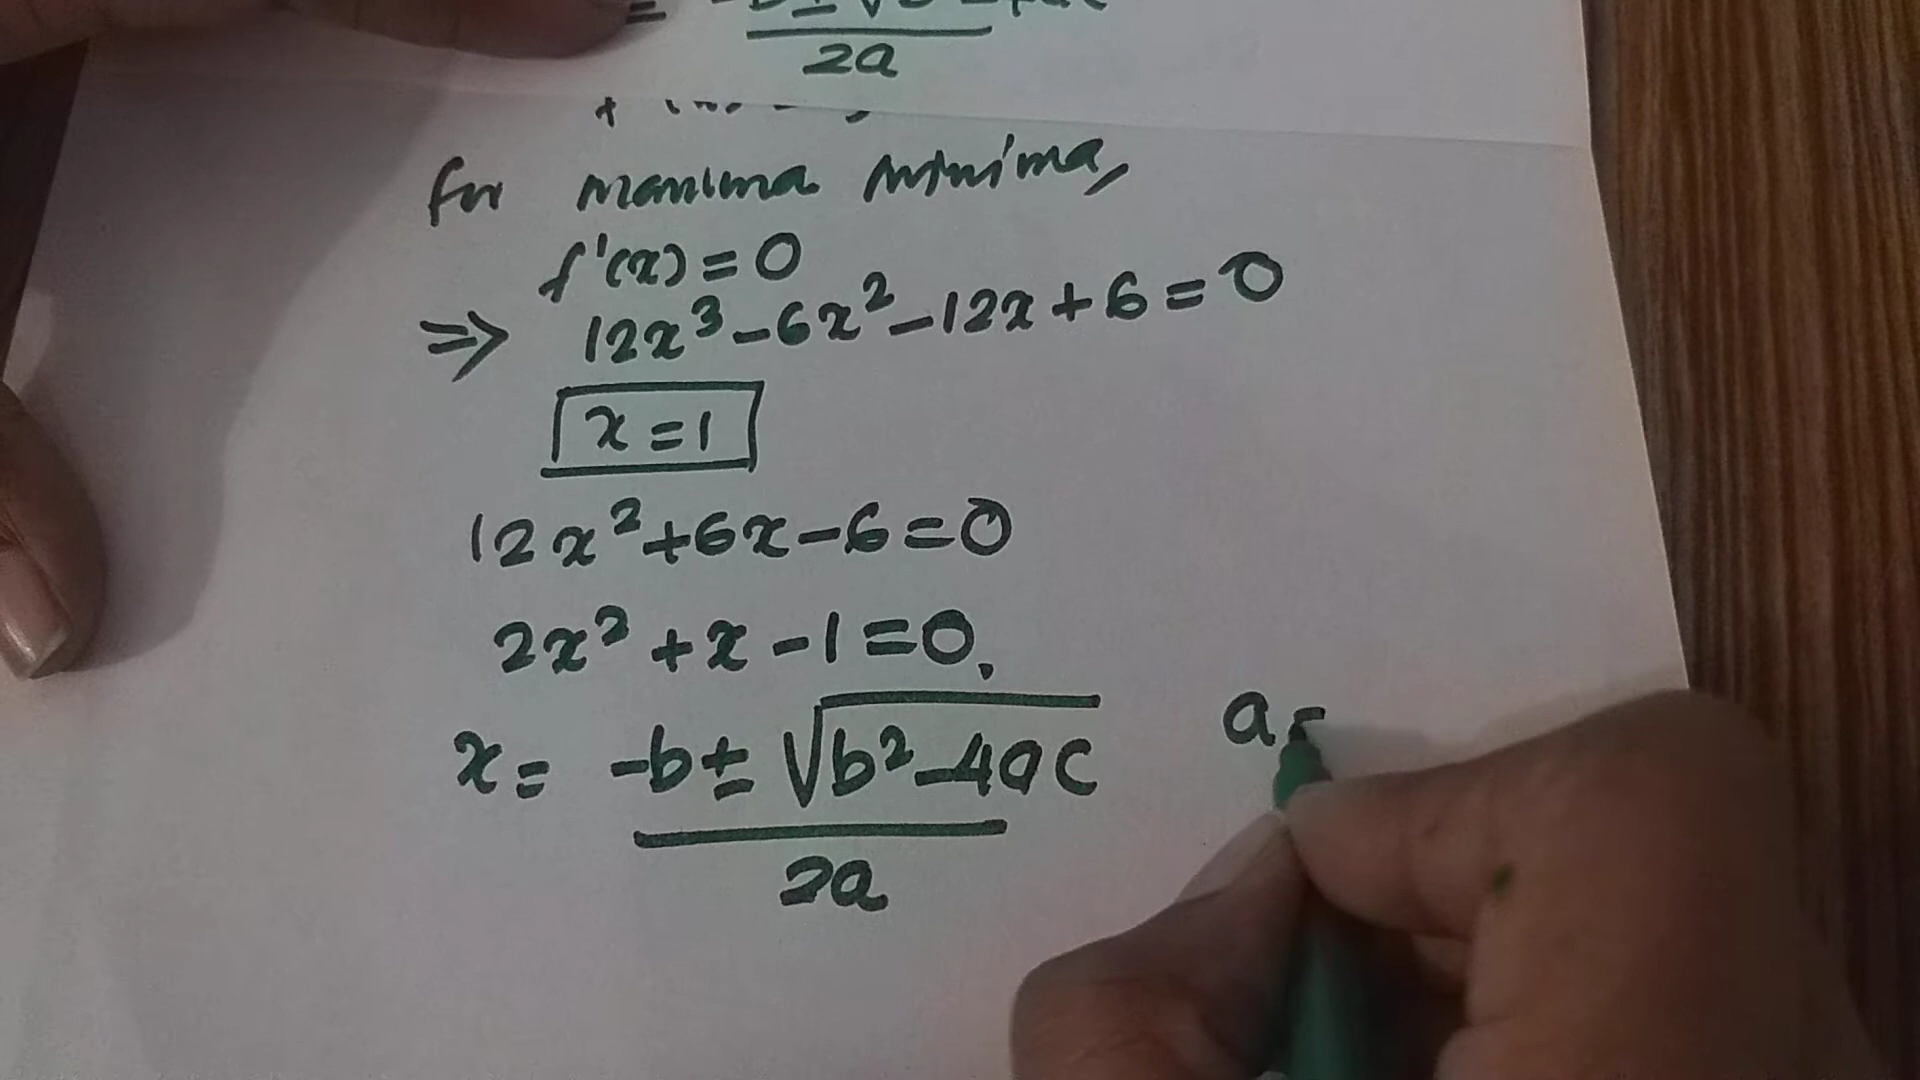 2a
for maxima minima,
f'(x)=0
⇒ 12x³-6x²-12x+6=0
x=1
12x²+6x-6=0
2x²+x-1=0.
x= -b±√b²-4ac
2a
a=